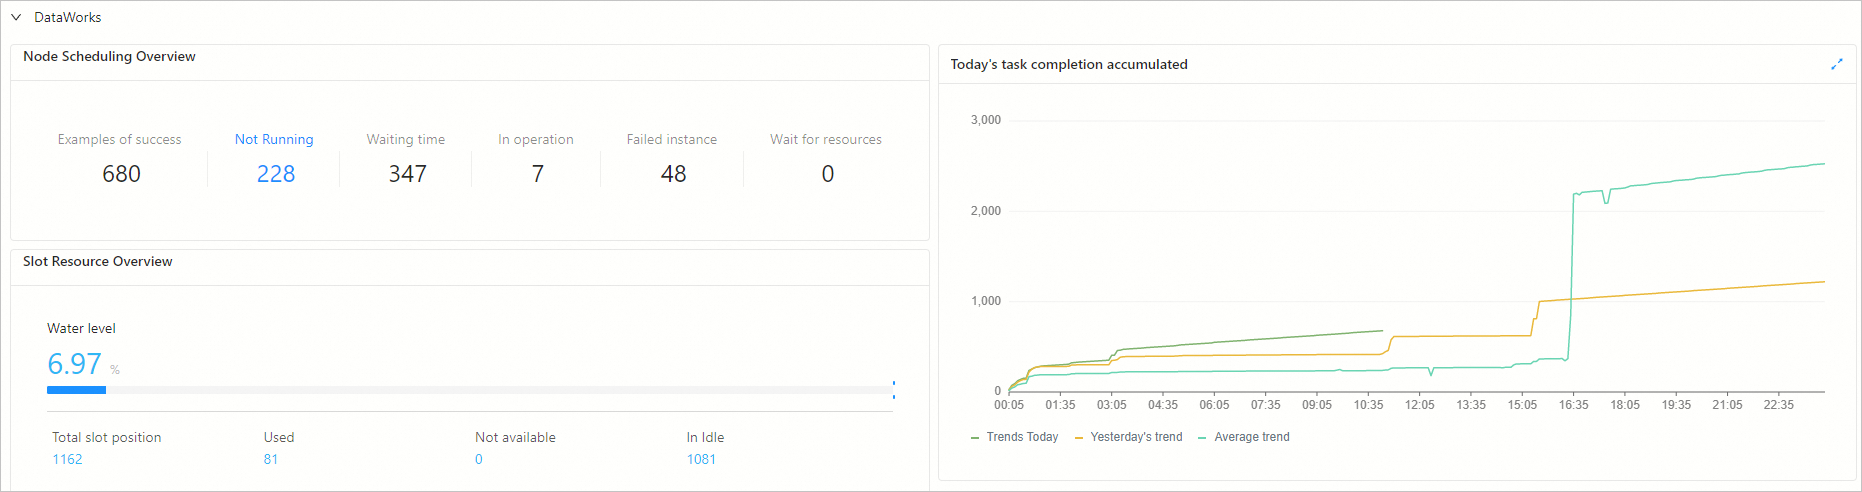 DataWorks
Node Scheduling Overview
Examples of success Not Running Waiting time In operation Failed instance Wait for resources
680 228 347 7 48 0
Slot Resource Overview
Water level
6.97 %
Total slot position Used Not available In Idle
1162 81 0 1081
Today's task completion accumulated
3,000
2,000
1,000
0
00:05 01:35 03:05 04:35 06:05 07:35 09:05 10:35 12:05 13:35 15:05 16:35 18:05 19:35 21:05 22:35
Trends Today Yesterday's trend Average trend